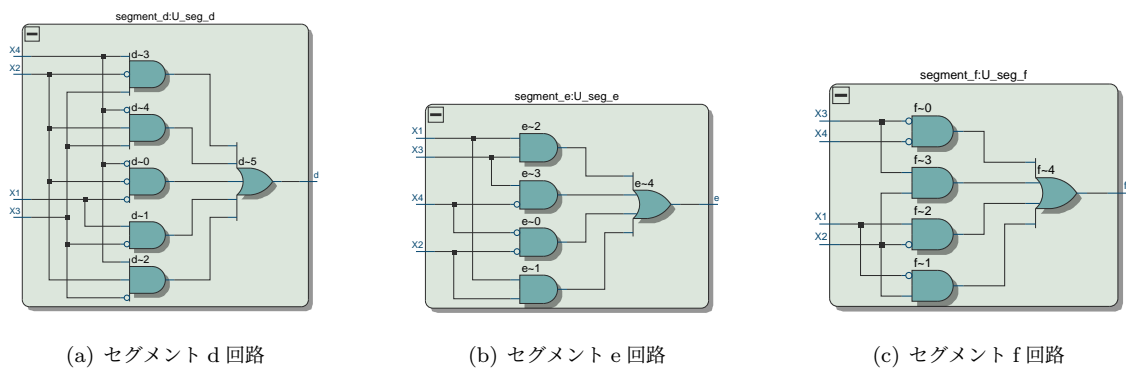 segment_d:U_seg_d
X4
X2
X1
X3
d~3
d~4
d~0
d~1
d~2
d~5
d
(a) セグメント d 回路
segment_e:U_seg_e
X1
X3
X4
X2
e~2
e~3
e~0
e~1
e~4
e
(b) セグメント e 回路
segment_f:U_seg_f
X3
X4
X1
X2
f~0
f~3
f~2
f~1
f~4
f
(c) セグメント f 回路